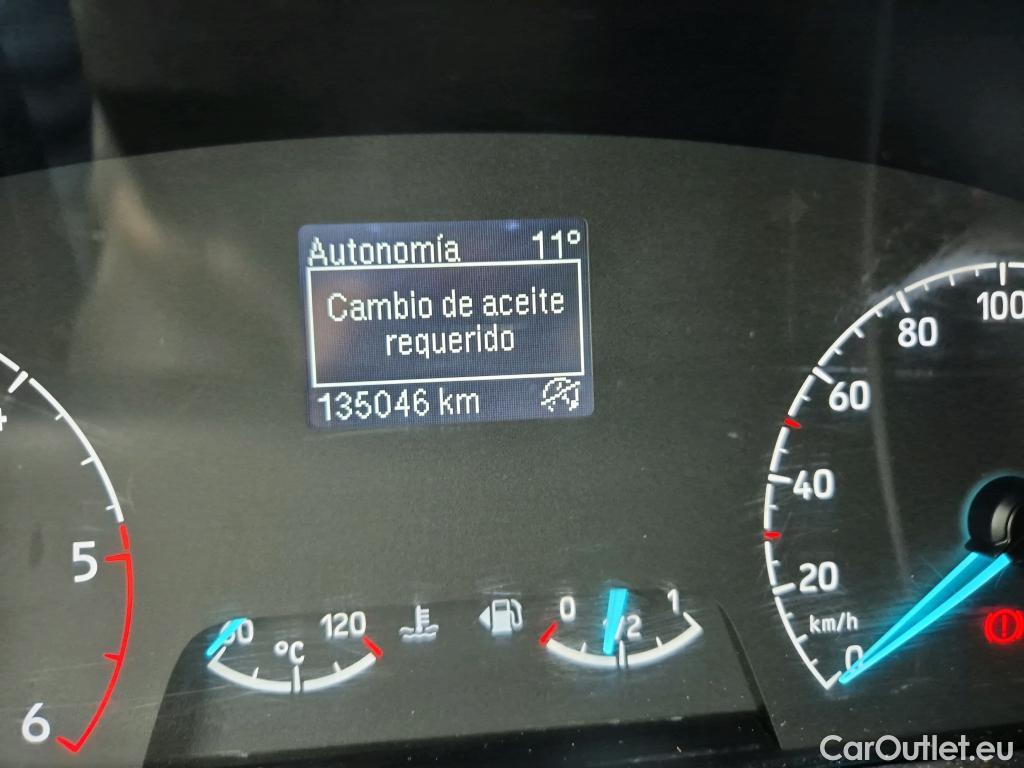 Autonomía 11°
Cambio de aceite
requerido
135046 km
5
6
60 120
°C
0 1/2 1
100
80
60
40
20
km/h
0
CarOutlet.eu